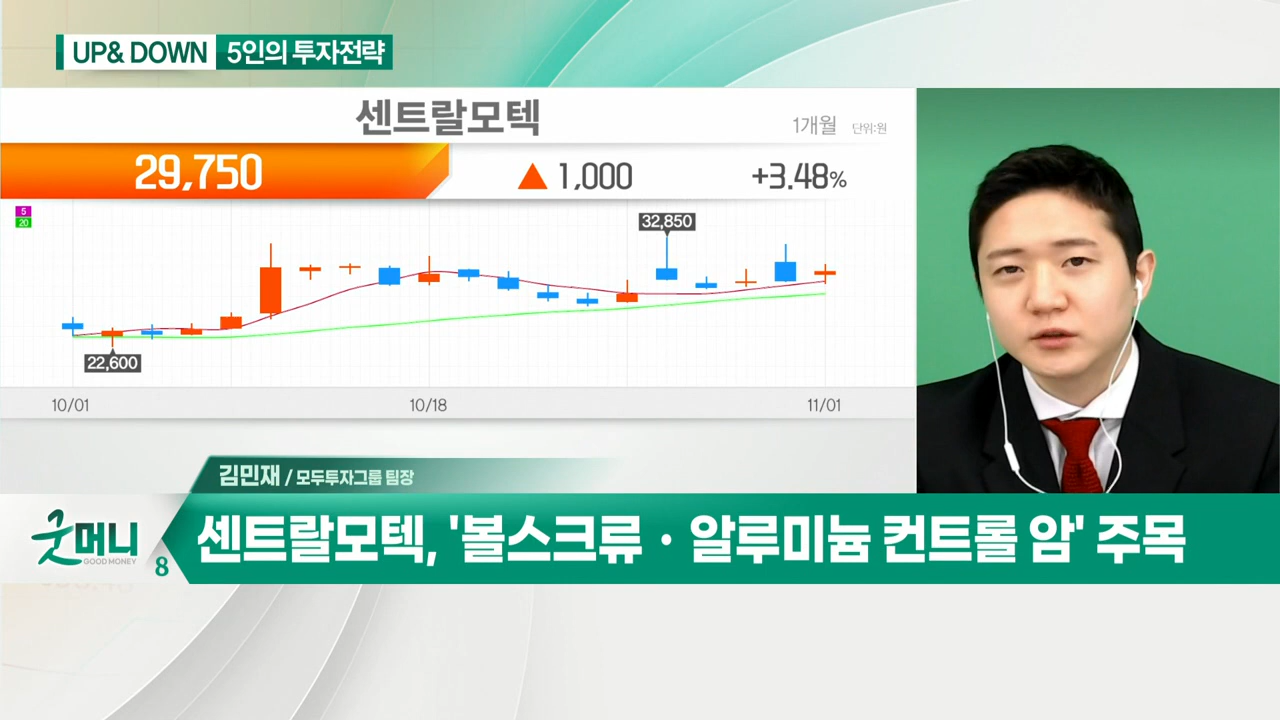 UP& DOWN 5인의 투자전략
센트랄모텍
1개월 단위:원
29,750 ▲ 1,000 +3.48%
5
20
32,850
22,600
10/01 10/18 11/01
김민재 / 모두투자그룹 팀장
굿머니
GOOD MONEY
8
센트랄모텍, '볼스크류·알루미늄 컨트롤 암' 주목